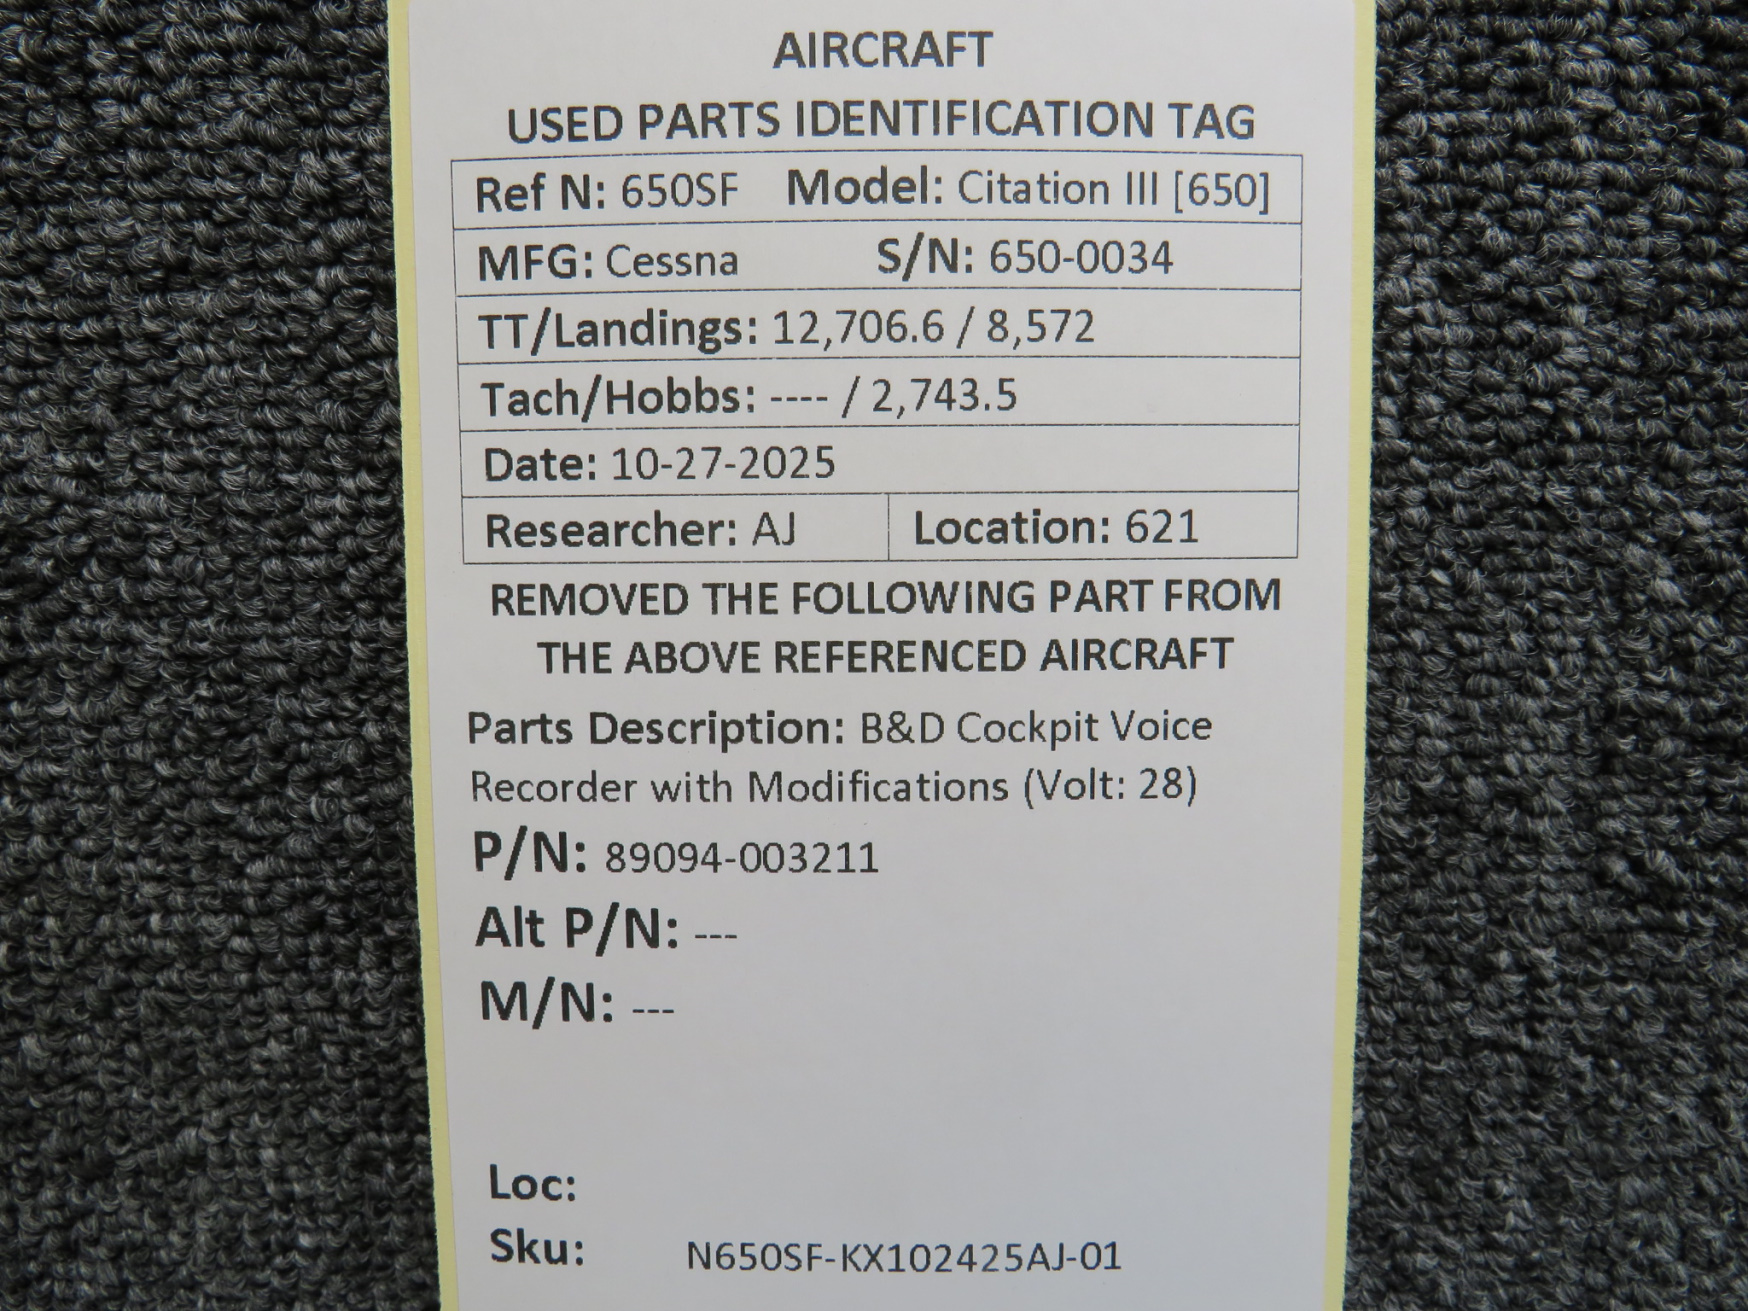 AIRCRAFT
USED PARTS IDENTIFICATION TAG
Ref N: 650SF Model: Citation III [650]
MFG: Cessna S/N: 650-0034
TT/Landings: 12,706.6 / 8,572
Tach/Hobbs: ---- / 2,743.5
Date: 10-27-2025
Researcher: AJ Location: 621
REMOVED THE FOLLOWING PART FROM
THE ABOVE REFERENCED AIRCRAFT
Parts Description: B&D Cockpit Voice
Recorder with Modifications (Volt: 28)
P/N: 89094-003211
Alt P/N: ---
M/N: ---
Loc:
Sku: N650SF-KX102425AJ-01